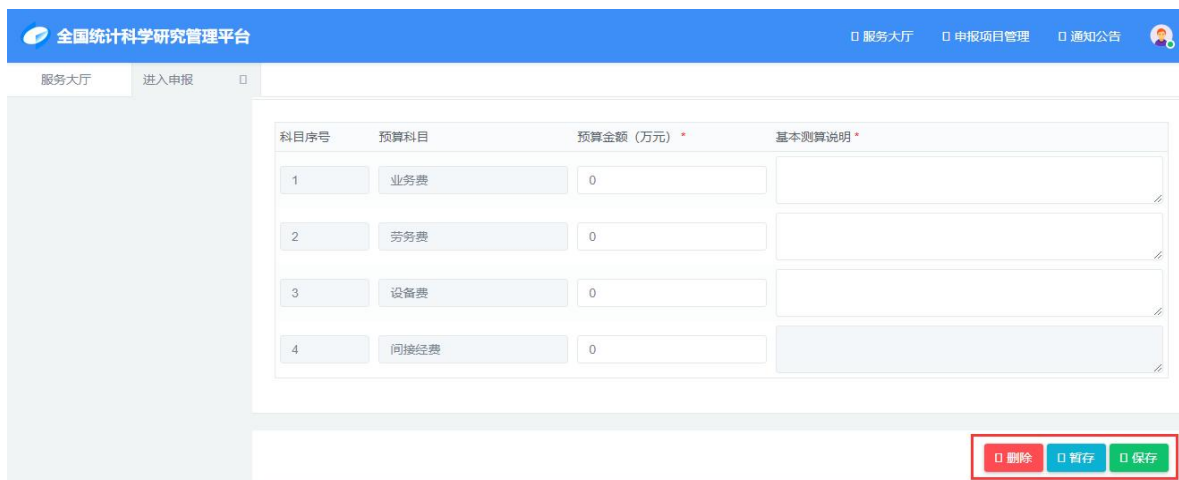 全国统计科学研究管理平台 服务大厅 申报项目管理 通知公告
服务大厅 进入申报
科目序号 预算科目 预算金额（万元） * 基本测算说明 *
1 业务费 0
2 劳务费 0
3 设备费 0
4 间接经费 0
删除 暂存 保存